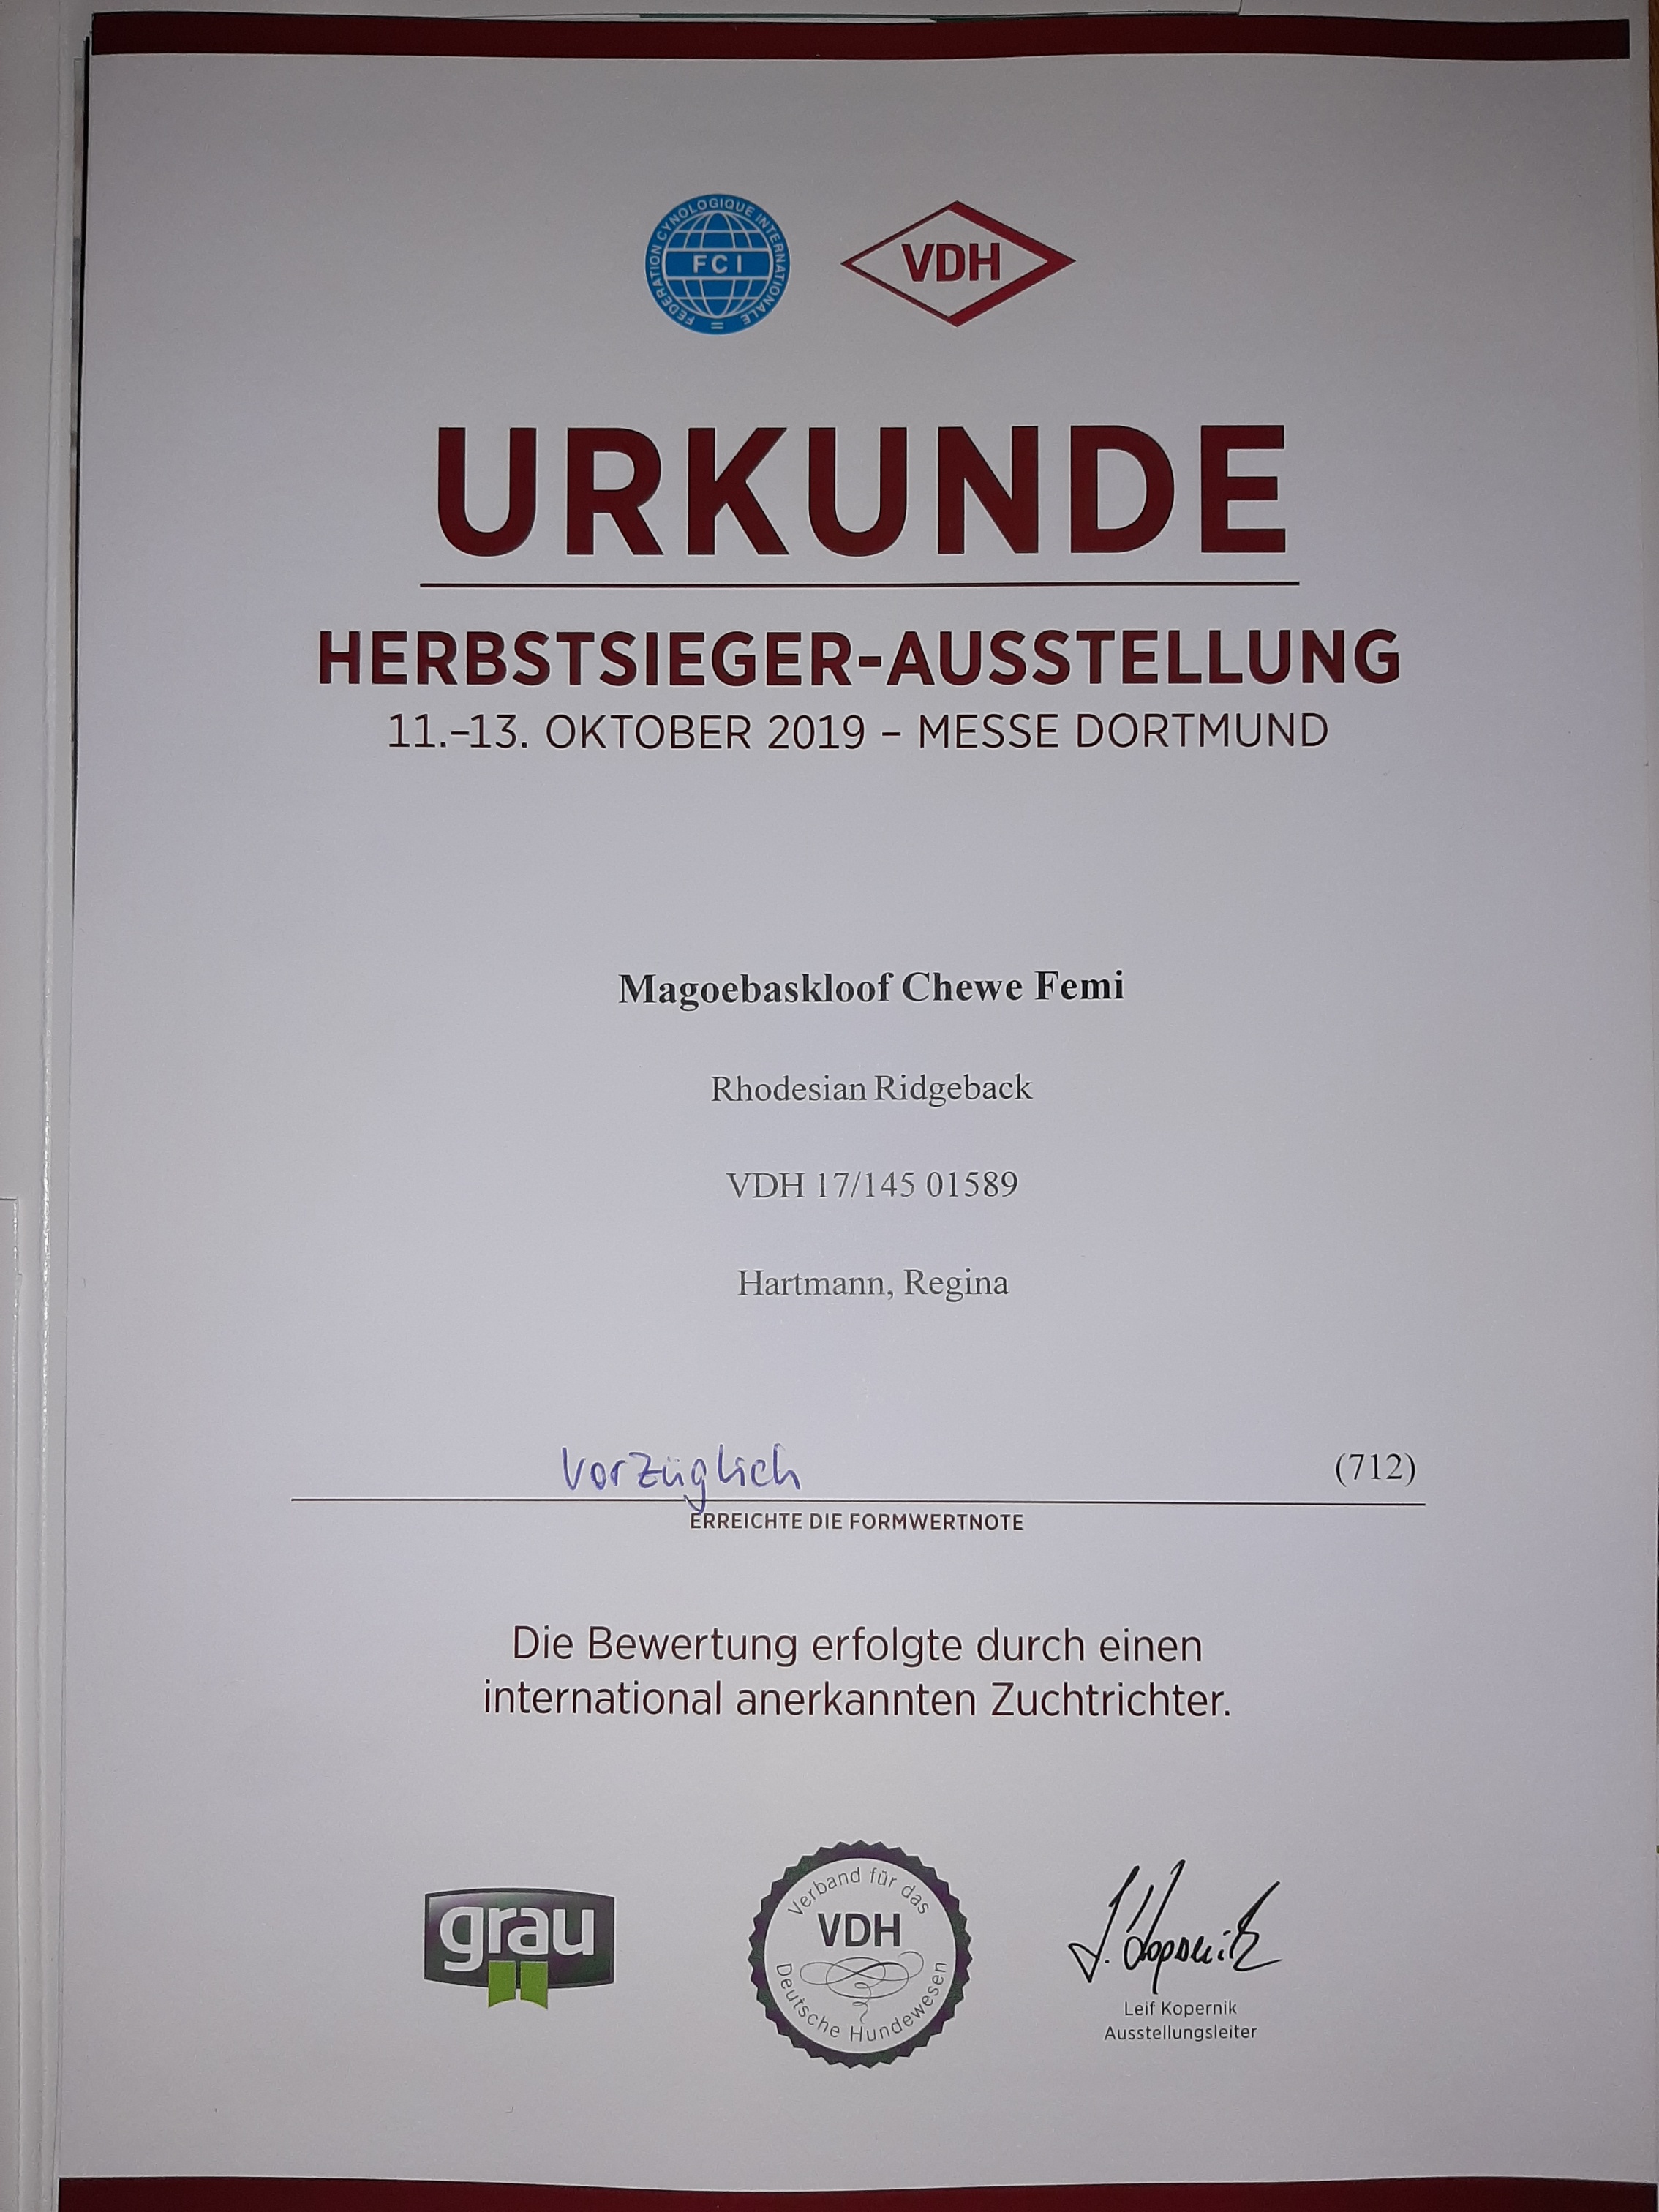 FEDERATION CYNOLOGIQUE INTERNATIONALE
FCI
VDH
URKUNDE
HERBSTSIEGER-AUSSTELLUNG
11.-13. OKTOBER 2019 – MESSE DORTMUND
Magoebaskloof Chewe Femi
Rhodesian Ridgeback
VDH 17/145 01589
Hartmann, Regina
Vorzüglich (712)
ERREICHTE DIE FORMWERTNOTE
Die Bewertung erfolgte durch einen
international anerkannten Zuchtrichter.
grau
Verband für das
VDH
Deutsche Hundewesen
L. Kopernik
Leif Kopernik
Ausstellungsleiter